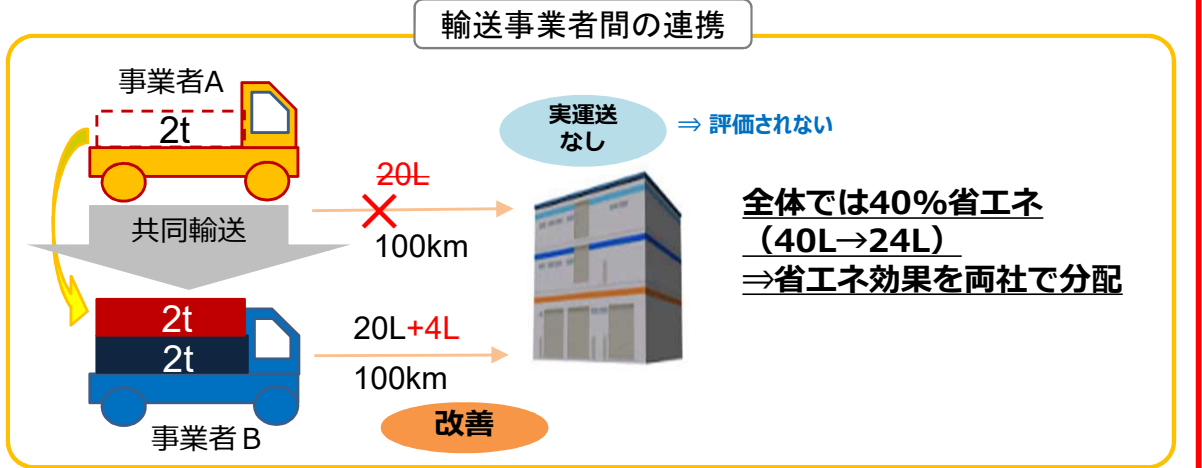 輸送事業者間の連携
事業者A
2t
共同輸送
2t
2t
事業者B
20L
100km
20L+4L
100km
改善
実運送
なし
⇒ 評価されない
全体では40%省エネ
(40L→24L)
⇒省エネ効果を両社で分配